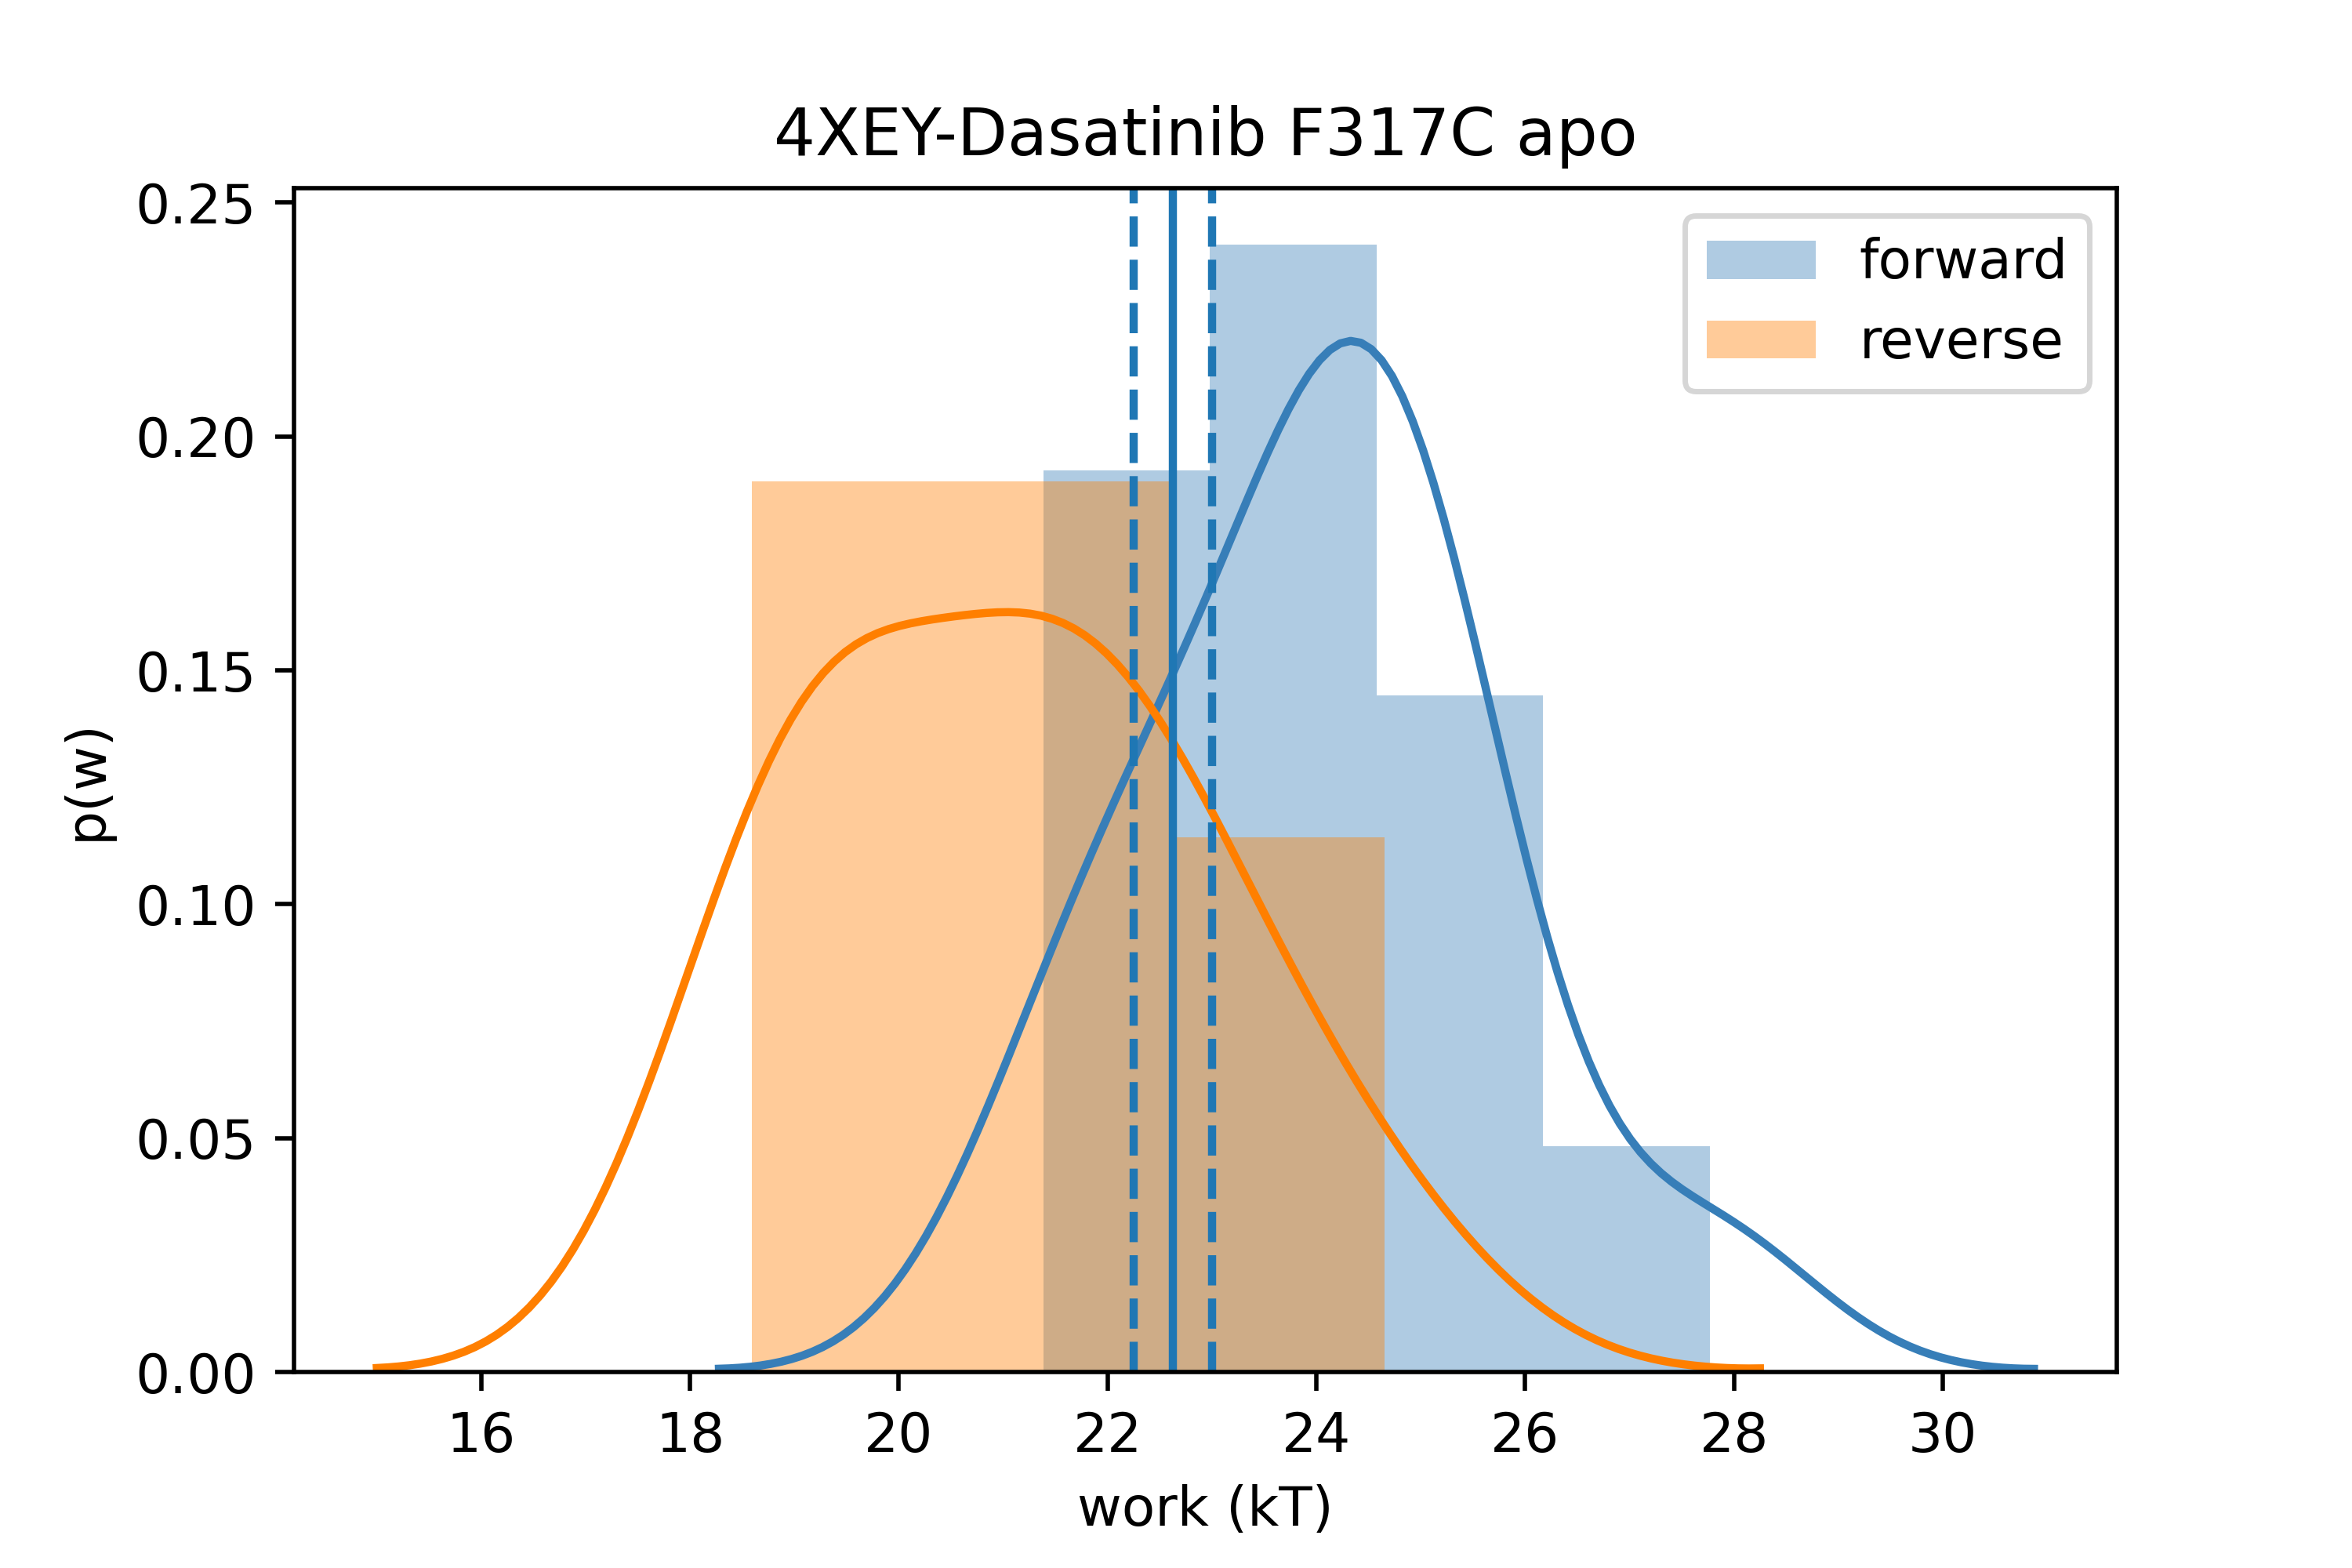 4XEY-Dasatinib F317C apo
0.25
0.20
0.15
0.10
0.05
0.00
p(w)
forward
reverse
16 18 20 22 24 26 28 30
work (kT)